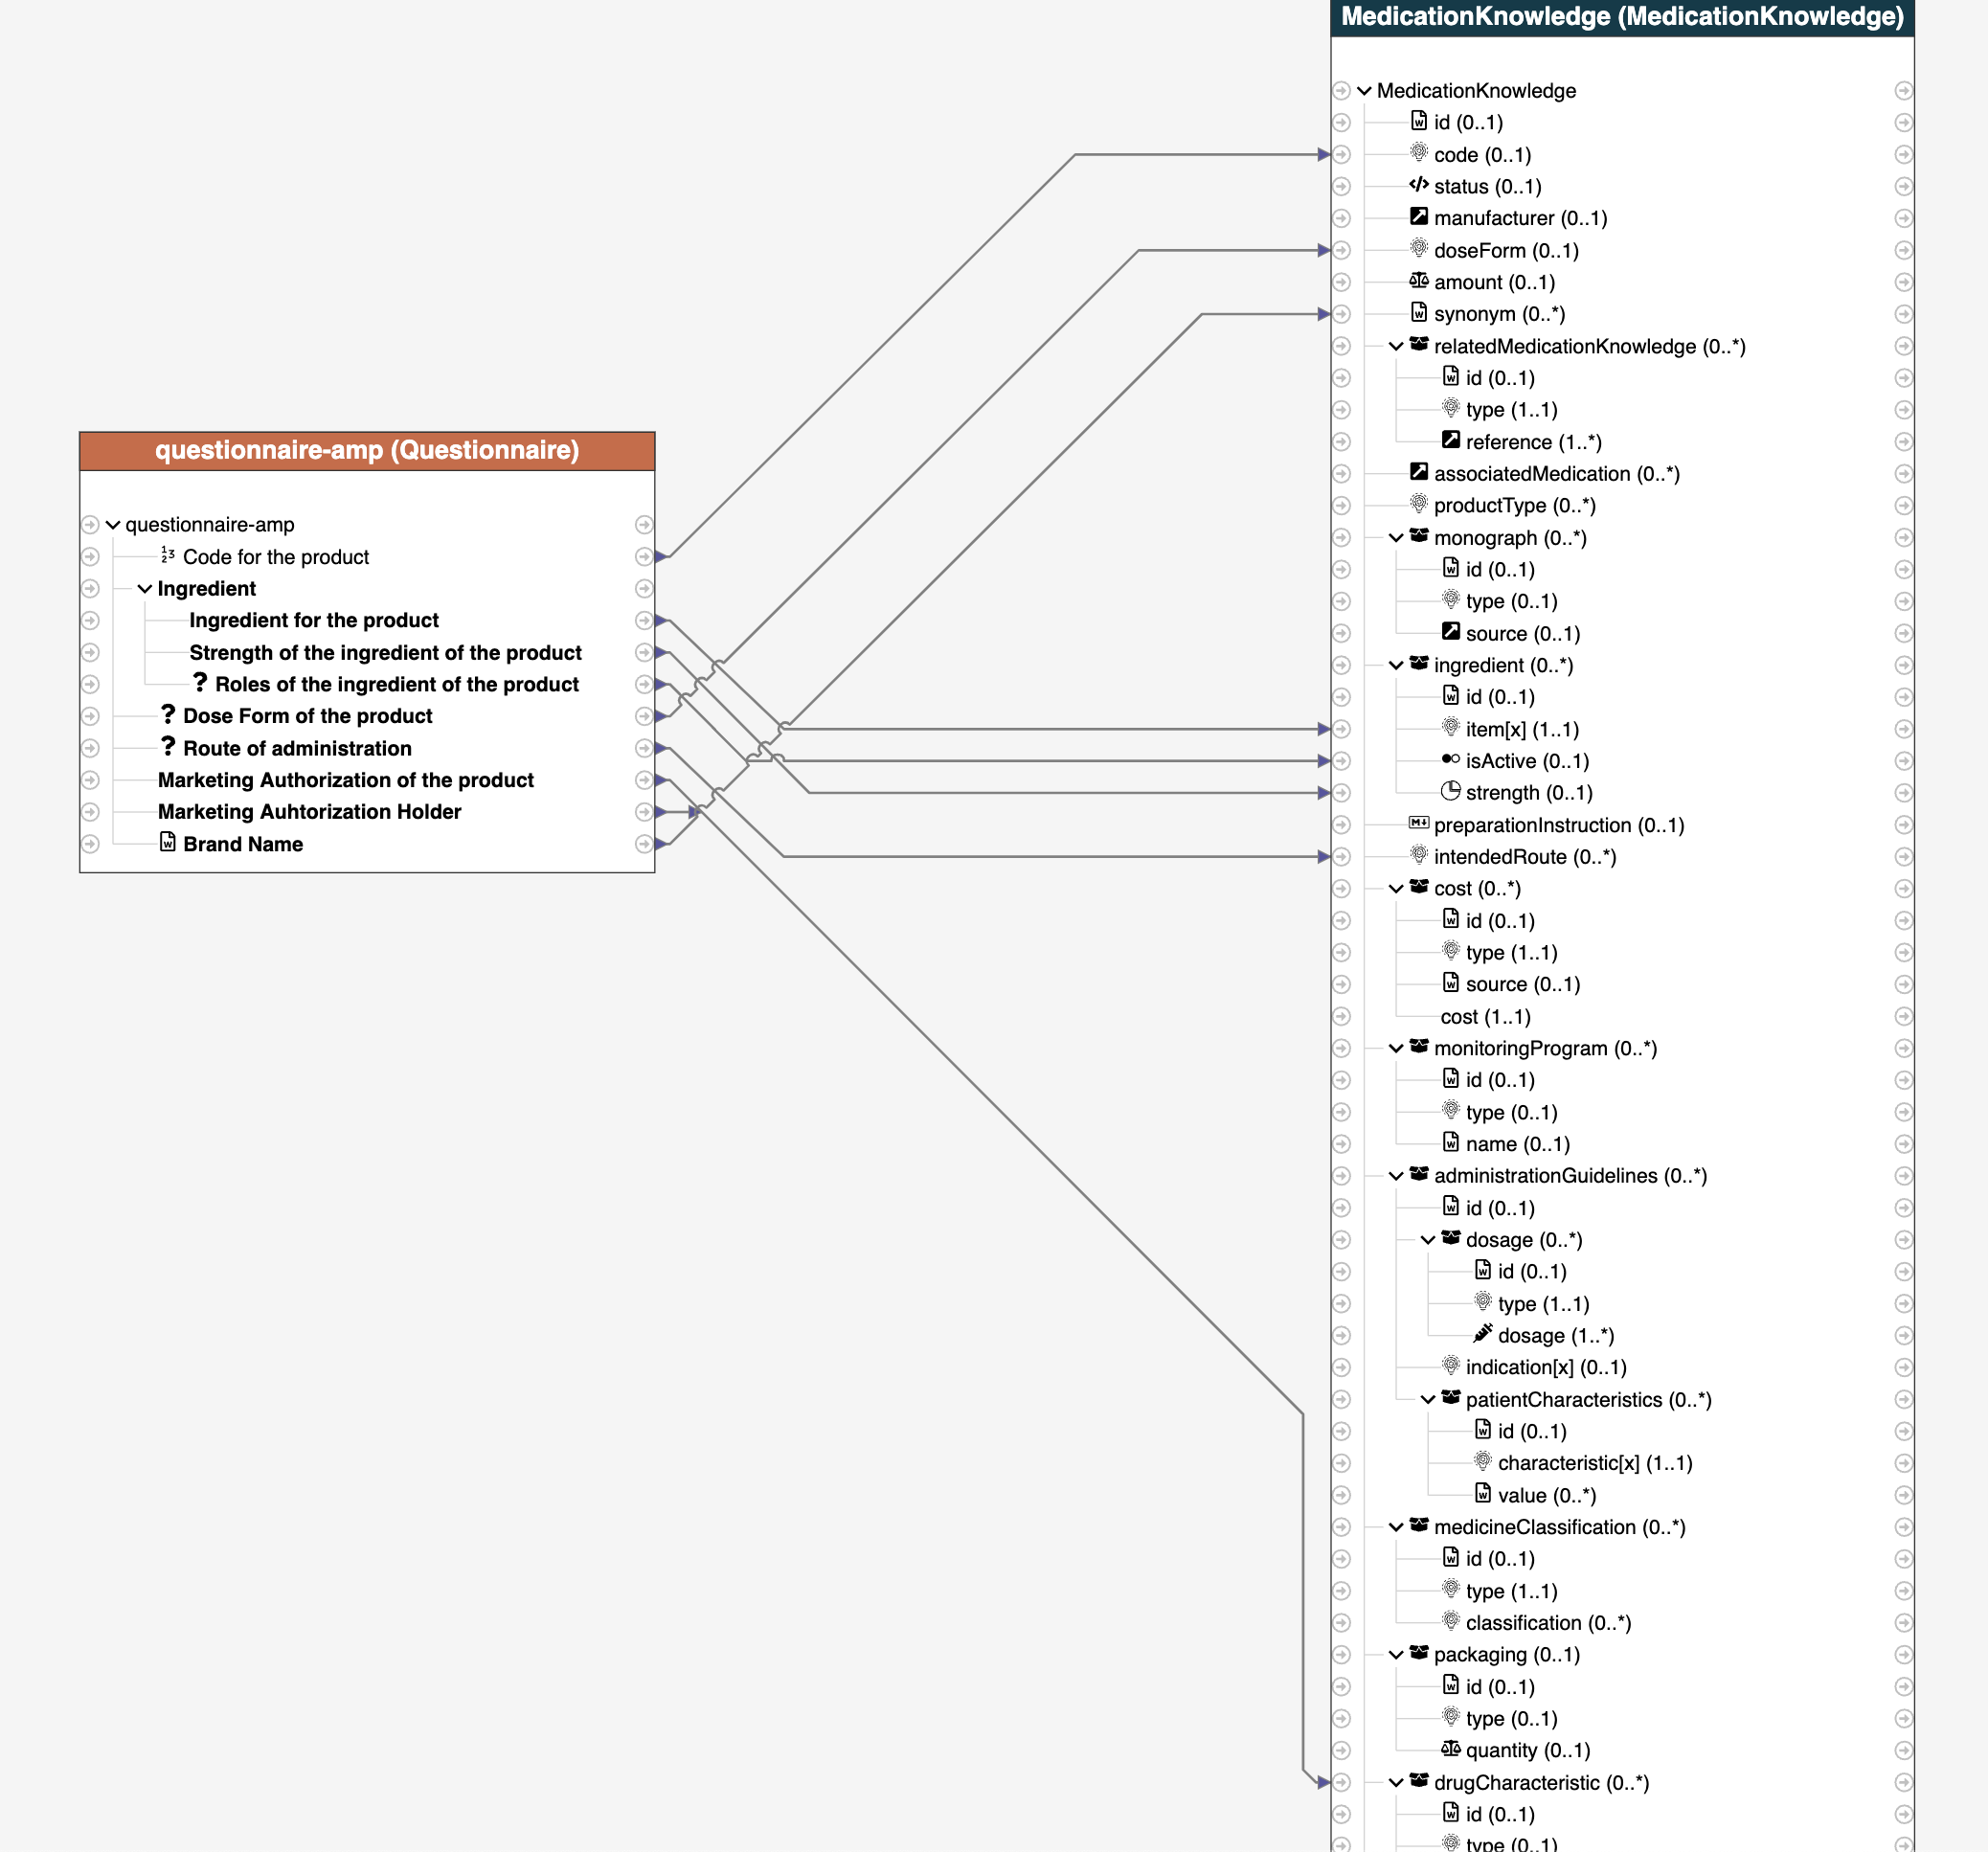 questionnaire-amp (Questionnaire)
questionnaire-amp
Code for the product
Ingredient
Ingredient for the product
Strength of the ingredient of the product
? Roles of the ingredient of the product
? Dose Form of the product
? Route of administration
Marketing Authorization of the product
Marketing Auhtorization Holder
Brand Name
MedicationKnowledge (MedicationKnowledge)
MedicationKnowledge
id (0..1)
code (0..1)
status (0..1)
manufacturer (0..1)
doseForm (0..1)
amount (0..1)
synonym (0..*)
relatedMedicationKnowledge (0..*)
id (0..1)
type (1..1)
reference (1..*)
associatedMedication (0..*)
productType (0..*)
monograph (0..*)
id (0..1)
type (0..1)
source (0..1)
ingredient (0..*)
id (0..1)
item[x] (1..1)
isActive (0..1)
strength (0..1)
preparationInstruction (0..1)
intendedRoute (0..*)
cost (0..*)
id (0..1)
type (1..1)
source (0..1)
cost (1..1)
monitoringProgram (0..*)
id (0..1)
type (0..1)
name (0..1)
administrationGuidelines (0..*)
id (0..1)
dosage (0..*)
id (0..1)
type (1..1)
dosage (1..*)
indication[x] (0..1)
patientCharacteristics (0..*)
id (0..1)
characteristic[x] (1..1)
value (0..*)
medicineClassification (0..*)
id (0..1)
type (1..1)
classification (0..*)
packaging (0..1)
id (0..1)
type (0..1)
quantity (0..1)
drugCharacteristic (0..*)
id (0..1)
type (0..1)